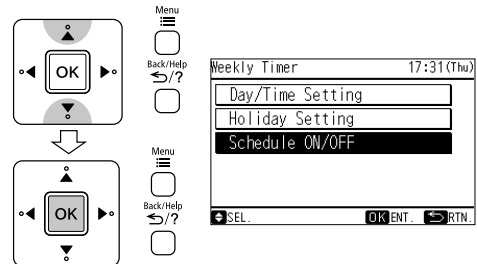 Menu
OK
Back/Help
?
Menu
OK
Back/Help
?
Weekly Timer 17:31(Thu)
Day/Time Setting
Holiday Setting
Schedule ON/OFF
SEL. OK ENT. RTN.